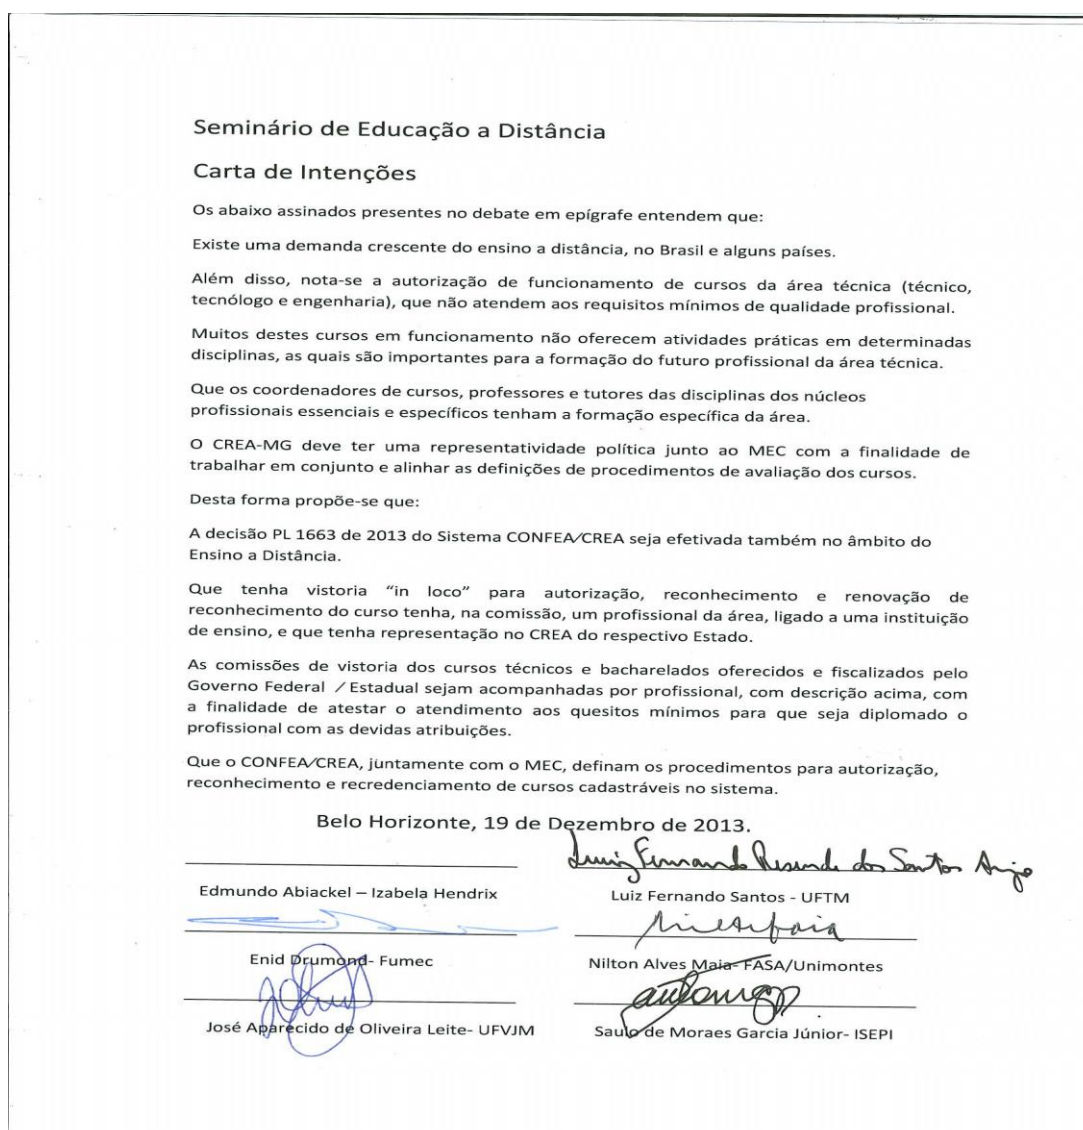 Seminário de Educação a Distância
Carta de Intenções
Os abaixo assinados presentes no debate em epígrafe entendem que:
Existe uma demanda crescente do ensino a distância, no Brasil e alguns países.
Além disso, nota-se a autorização de funcionamento de cursos da área técnica (técnico,
tecnólogo e engenharia), que não atendem aos requisitos mínimos de qualidade profissional.
Muitos destes cursos em funcionamento não oferecem atividades práticas em determinadas
disciplinas, as quais são importantes para a formação do futuro profissional da área técnica.
Que os coordenadores de cursos, professores e tutores das disciplinas dos núcleos
profissionais essenciais e específicos tenham a formação específica da área.
O CREA-MG deve ter uma representatividade política junto ao MEC com a finalidade de
trabalhar em conjunto e alinhar as definições de procedimentos de avaliação dos cursos.
Desta forma propõe-se que:
A decisão PL 1663 de 2013 do Sistema CONFEA/CREA seja efetivada também no âmbito do
Ensino a Distância.
Que tenha vistoria “in loco” para autorização, reconhecimento e renovação de
reconhecimento do curso tenha, na comissão, um profissional da área, ligado a uma instituição
de ensino, e que tenha representação no CREA do respectivo Estado.
As comissões de vistoria dos cursos técnicos e bacharelados oferecidos e fiscalizados pelo
Governo Federal / Estadual sejam acompanhadas por profissional, com descrição acima, com
a finalidade de atestar o atendimento aos quesitos mínimos para que seja diplomado o
profissional com as devidas atribuições.
Que o CONFEA/CREA, juntamente com o MEC, definam os procedimentos para autorização,
reconhecimento e recredenciamento de cursos cadastráveis no sistema.
Belo Horizonte, 19 de Dezembro de 2013.
Luiz Fernando Resende dos Santos Anjo
Edmundo Abiackel – Izabela Hendrix
Luiz Fernando Santos - UFTM
Enid Drumond- Fumec
Nilton Alves Maia- FASA/Unimontes
José Aparecido de Oliveira Leite- UFVJM
Saulo de Moraes Garcia Júnior- ISEPI